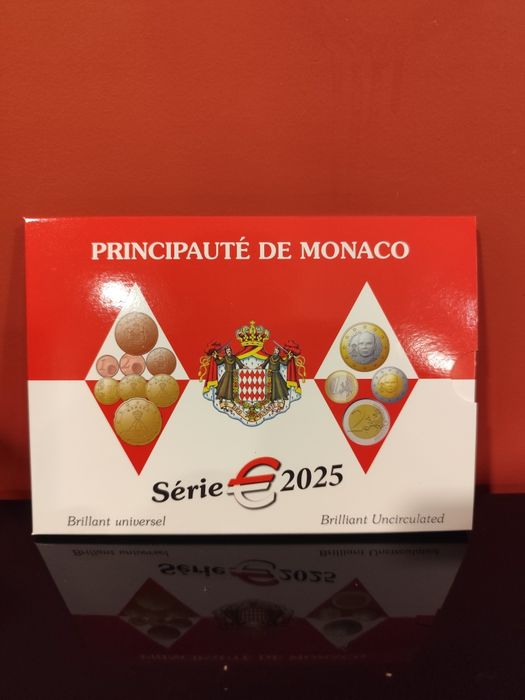 PRINCIPAUTÉ DE MONACO
Série € 2025
Brillant universel
Brilliant Uncirculated